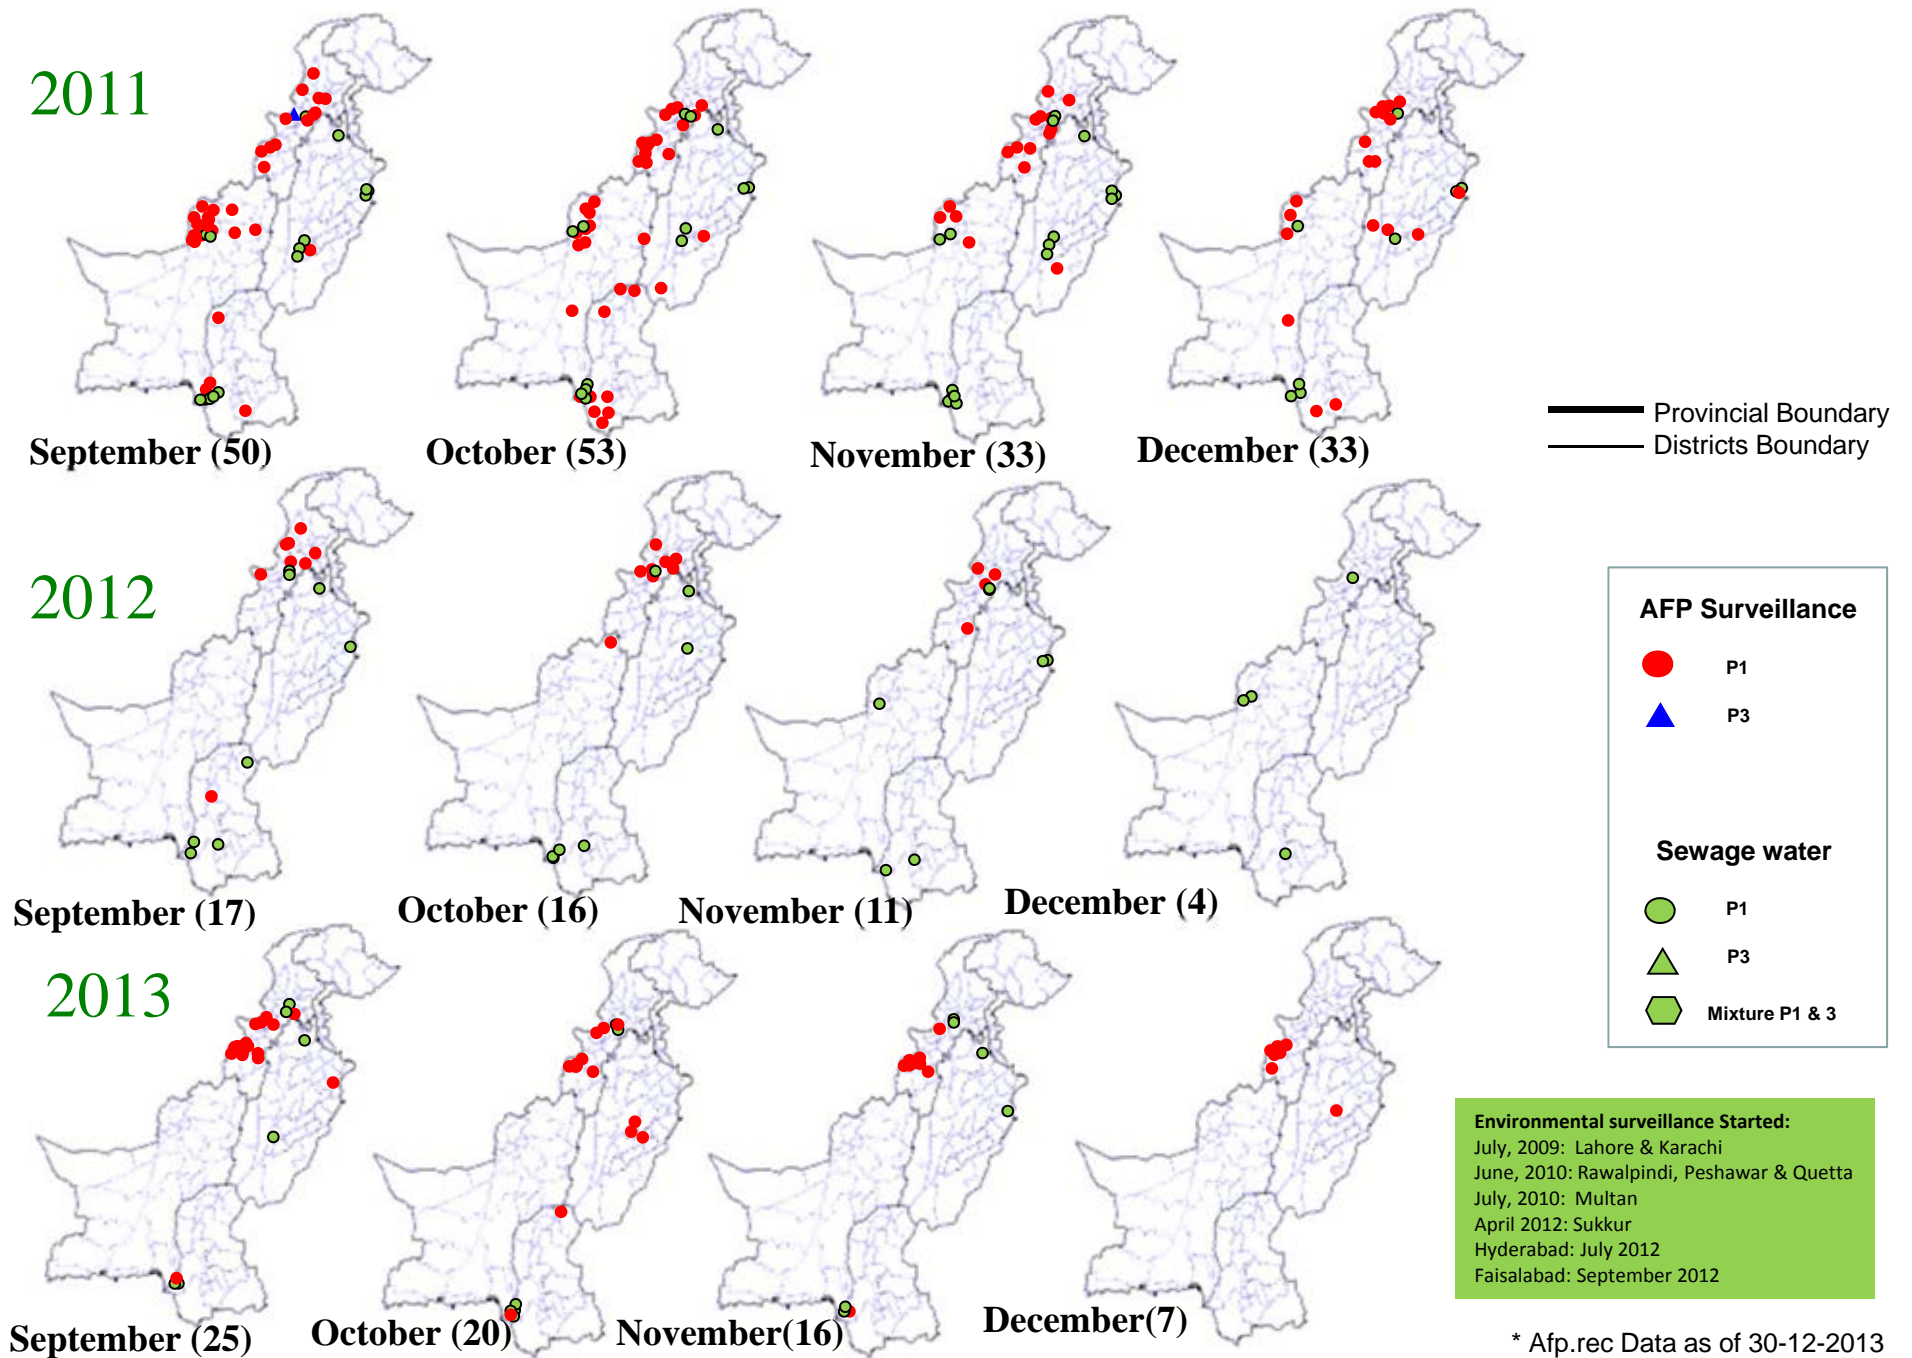 2011
September (50)
October (53)
November (33)
December (33)
Provincial Boundary
Districts Boundary
2012
September (17)
October (16)
November (11)
December (4)
AFP Surveillance
P1
P3
Sewage water
P1
P3
Mixture P1 & 3
2013
September (25)
October (20)
November(16)
December(7)
Environmental surveillance Started:
July, 2009: Lahore & Karachi
June, 2010: Rawalpindi, Peshawar & Quetta
July, 2010: Multan
April 2012: Sukkur
Hyderabad: July 2012
Faisalabad: September 2012
* Afp.rec Data as of 30-12-2013